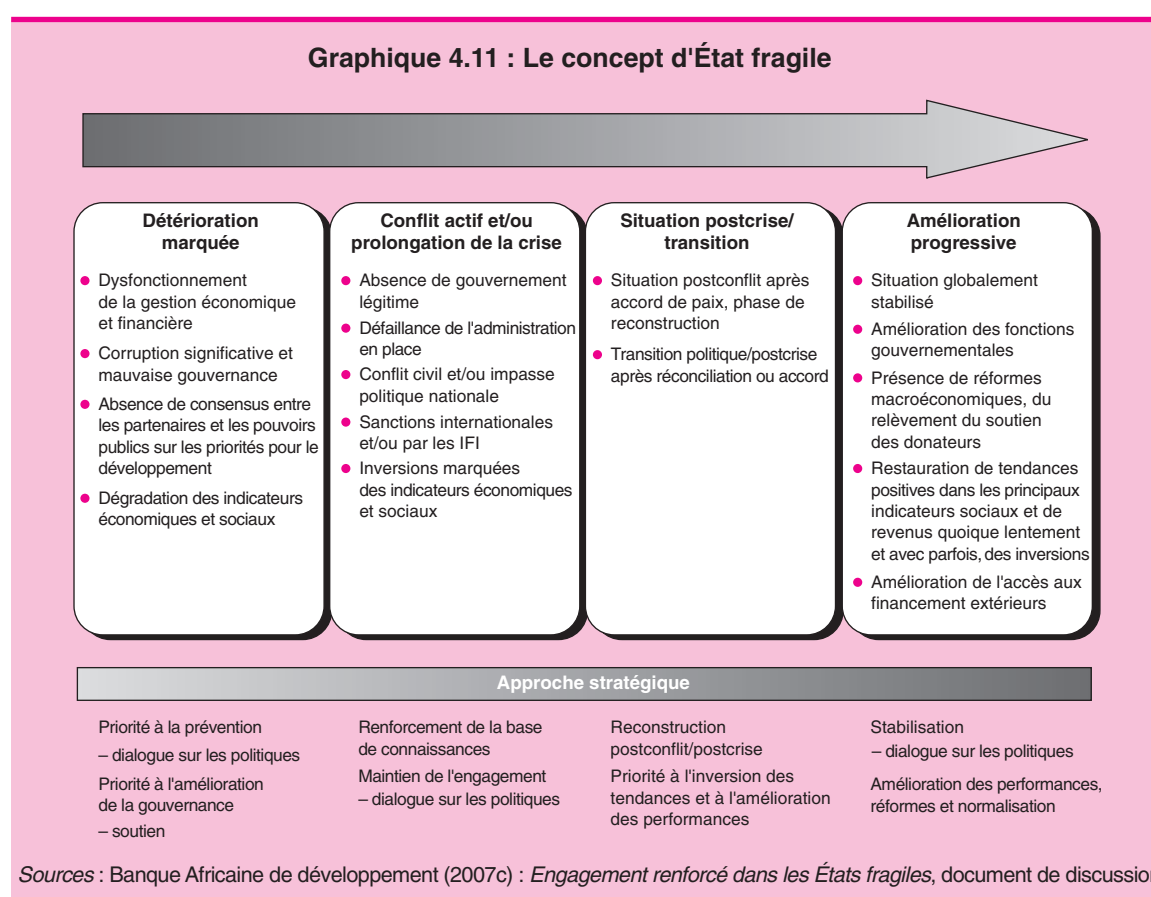 Graphique 4.11 : Le concept d'État fragile
Détérioration
marquée
● Dysfonctionnement
de la gestion économique
et financière
● Corruption significative et
mauvaise gouvernance
● Absence de consensus entre
les partenaires et les pouvoirs
publics sur les priorités pour le
développement
● Dégradation des indicateurs
économiques et sociaux
Conflit actif et/ou
prolongation de la crise
● Absence de gouvernement
légitime
● Défaillance de l'administration
en place
● Conflit civil et/ou impasse
politique nationale
● Sanctions internationales
et/ou par les IFI
● Inversions marquées
des indicateurs économiques
et sociaux
Situation postcrise/
transition
● Situation postconflit après
accord de paix, phase de
reconstruction
● Transition politique/postcrise
après réconciliation ou accord
Amélioration
progressive
● Situation globalement
stabilisé
● Amélioration des fonctions
gouvernementales
● Présence de réformes
macroéconomiques, du
relèvement du soutien
des donateurs
● Restauration de tendances
positives dans les principaux
indicateurs sociaux et de
revenus quoique lentement
et avec parfois, des inversions
● Amélioration de l'accès aux
financement extérieurs
Approche stratégique
Priorité à la prévention
– dialogue sur les politiques
Priorité à l'amélioration
de la gouvernance
– soutien
Renforcement de la base
de connaissances
Maintien de l'engagement
– dialogue sur les politiques
Reconstruction
postconflit/postcrise
Priorité à l'inversion des
tendances et à l'amélioration
des performances
Stabilisation
– dialogue sur les politiques
Amélioration des performances,
réformes et normalisation
Sources : Banque Africaine de développement (2007c) : Engagement renforcé dans les États fragiles, document de discussion